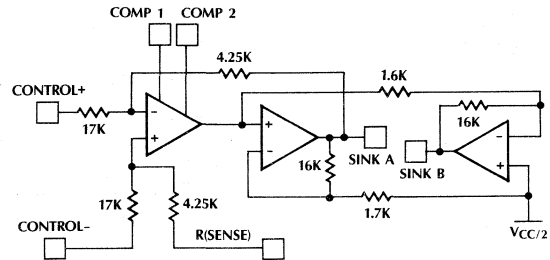 COMP 1 COMP 2
4.25K
1.6K
CONTROL+
17K
-
+
+
-
16K
SINK A
SINK B
16K
-
+
17K
4.25K
1.7K
CONTROL-
R(SENSE)
VCC/2